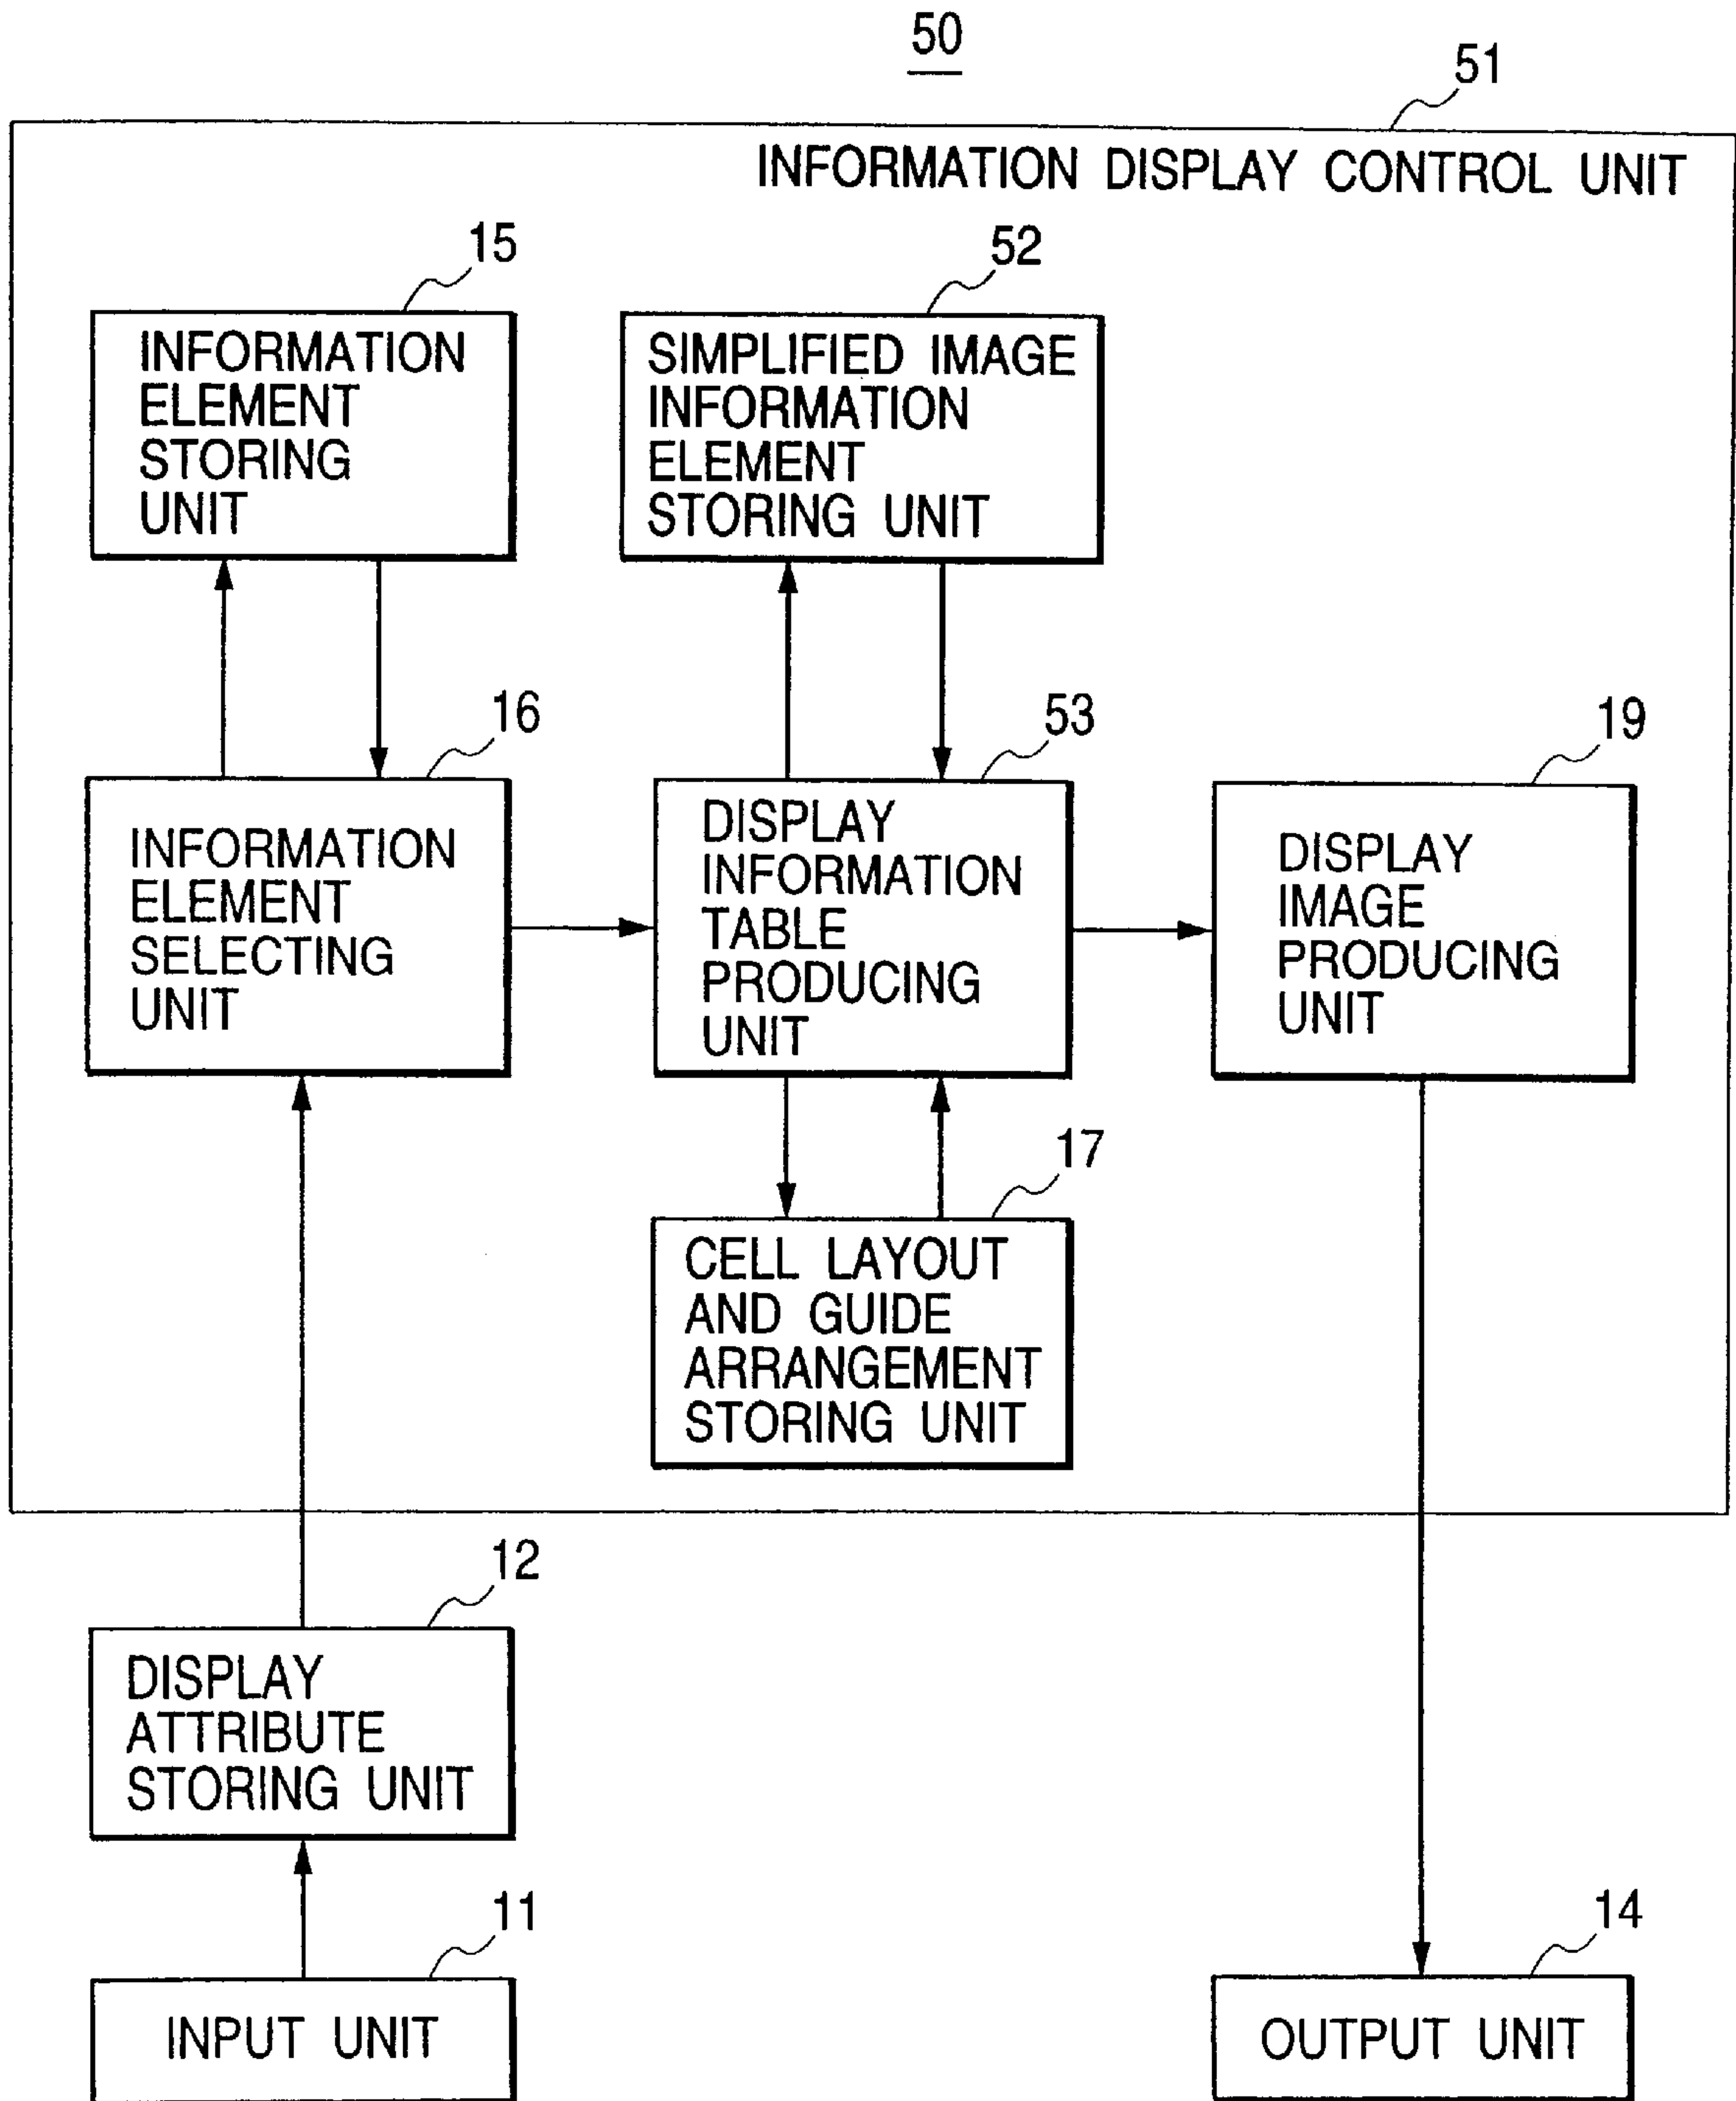 50
51
INFORMATION DISPLAY CONTROL UNIT
15
INFORMATION
ELEMENT
STORING
UNIT
52
SIMPLIFIED IMAGE
INFORMATION
ELEMENT
STORING UNIT
16
INFORMATION
ELEMENT
SELECTING
UNIT
53
DISPLAY
INFORMATION
TABLE
PRODUCING
UNIT
19
DISPLAY
IMAGE
PRODUCING
UNIT
17
CELL LAYOUT
AND GUIDE
ARRANGEMENT
STORING UNIT
12
DISPLAY
ATTRIBUTE
STORING UNIT
11
INPUT UNIT
14
OUTPUT UNIT